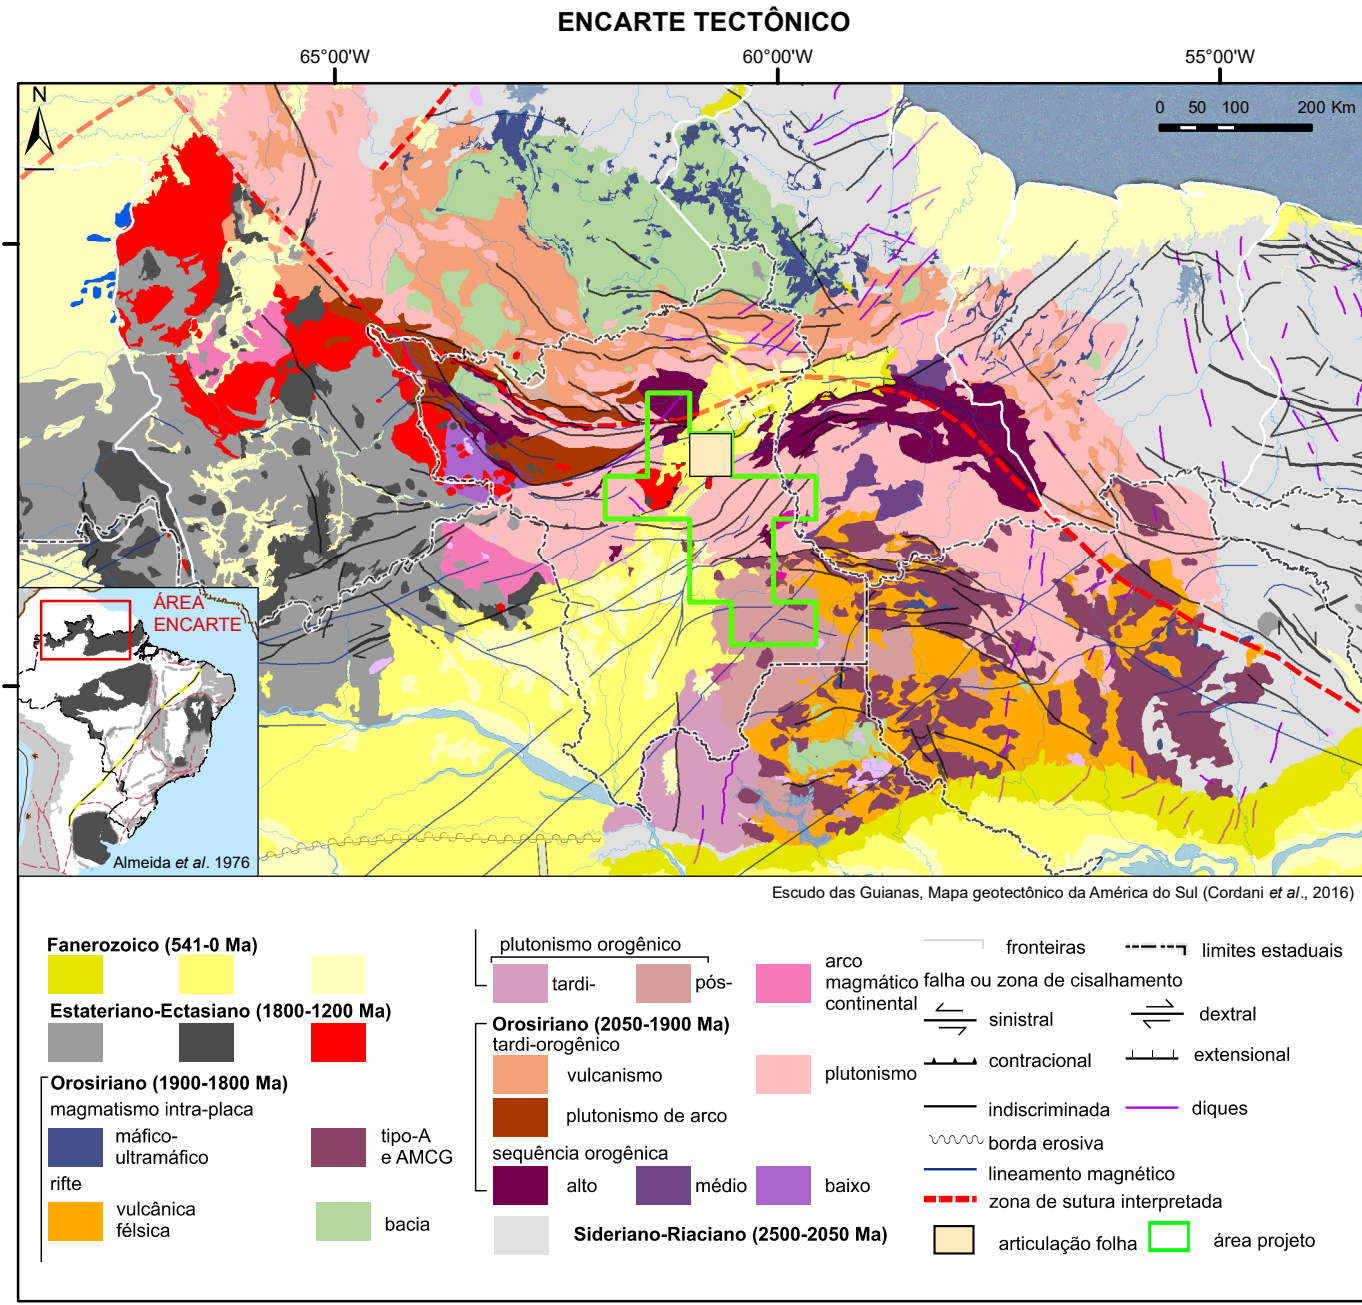 ENCARTE TECTÔNICO
65°00'W
60°00'W
55°00'W
N
0 50 100 200 Km
ÁREA
ENCARTE
Almeida et al. 1976
Escudo das Guianas, Mapa geotectônico da América do Sul (Cordani et al., 2016)
Fanerozoico (541-0 Ma)
Estateriano-Ectasiano (1800-1200 Ma)
Orosiriano (1900-1800 Ma)
magmatismo intra-placa
máfico-
ultramáfico
tipo-A
e AMCG
rifte
vulcânica
félsica
bacia
plutonismo orogênico
tardi-
pós-
arco
magmático
continental
Orosiriano (2050-1900 Ma)
tardi-orogênico
vulcanismo
plutonismo
plutonismo de arco
sequência orogênica
alto
médio
baixo
Sideriano-Riaciano (2500-2050 Ma)
fronteiras
limites estaduais
falha ou zona de cisalhamento
sinistral
dextral
contracional
extensional
indiscriminada
diques
borda erosiva
lineamento magnético
zona de sutura interpretada
articulação folha
área projeto